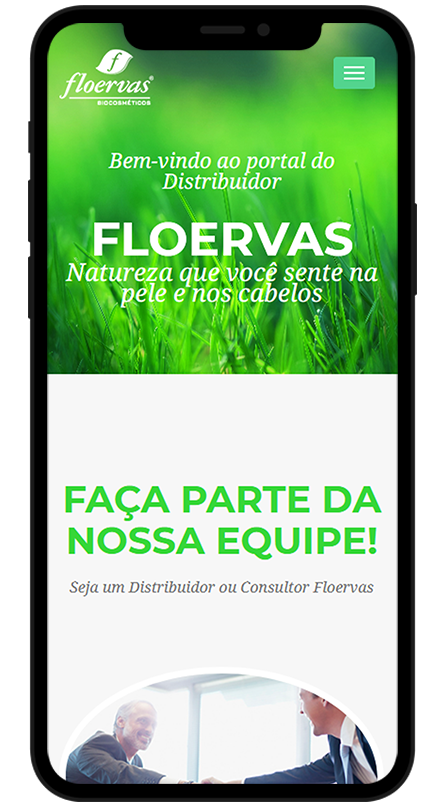 floervas®
BIOCOSMÉTICOS
Bem-vindo ao portal do
Distribuidor
FLOERVAS
Natureza que você sente na
pele e nos cabelos
FAÇA PARTE DA
NOSSA EQUIPE!
Seja um Distribuidor ou Consultor Floervas